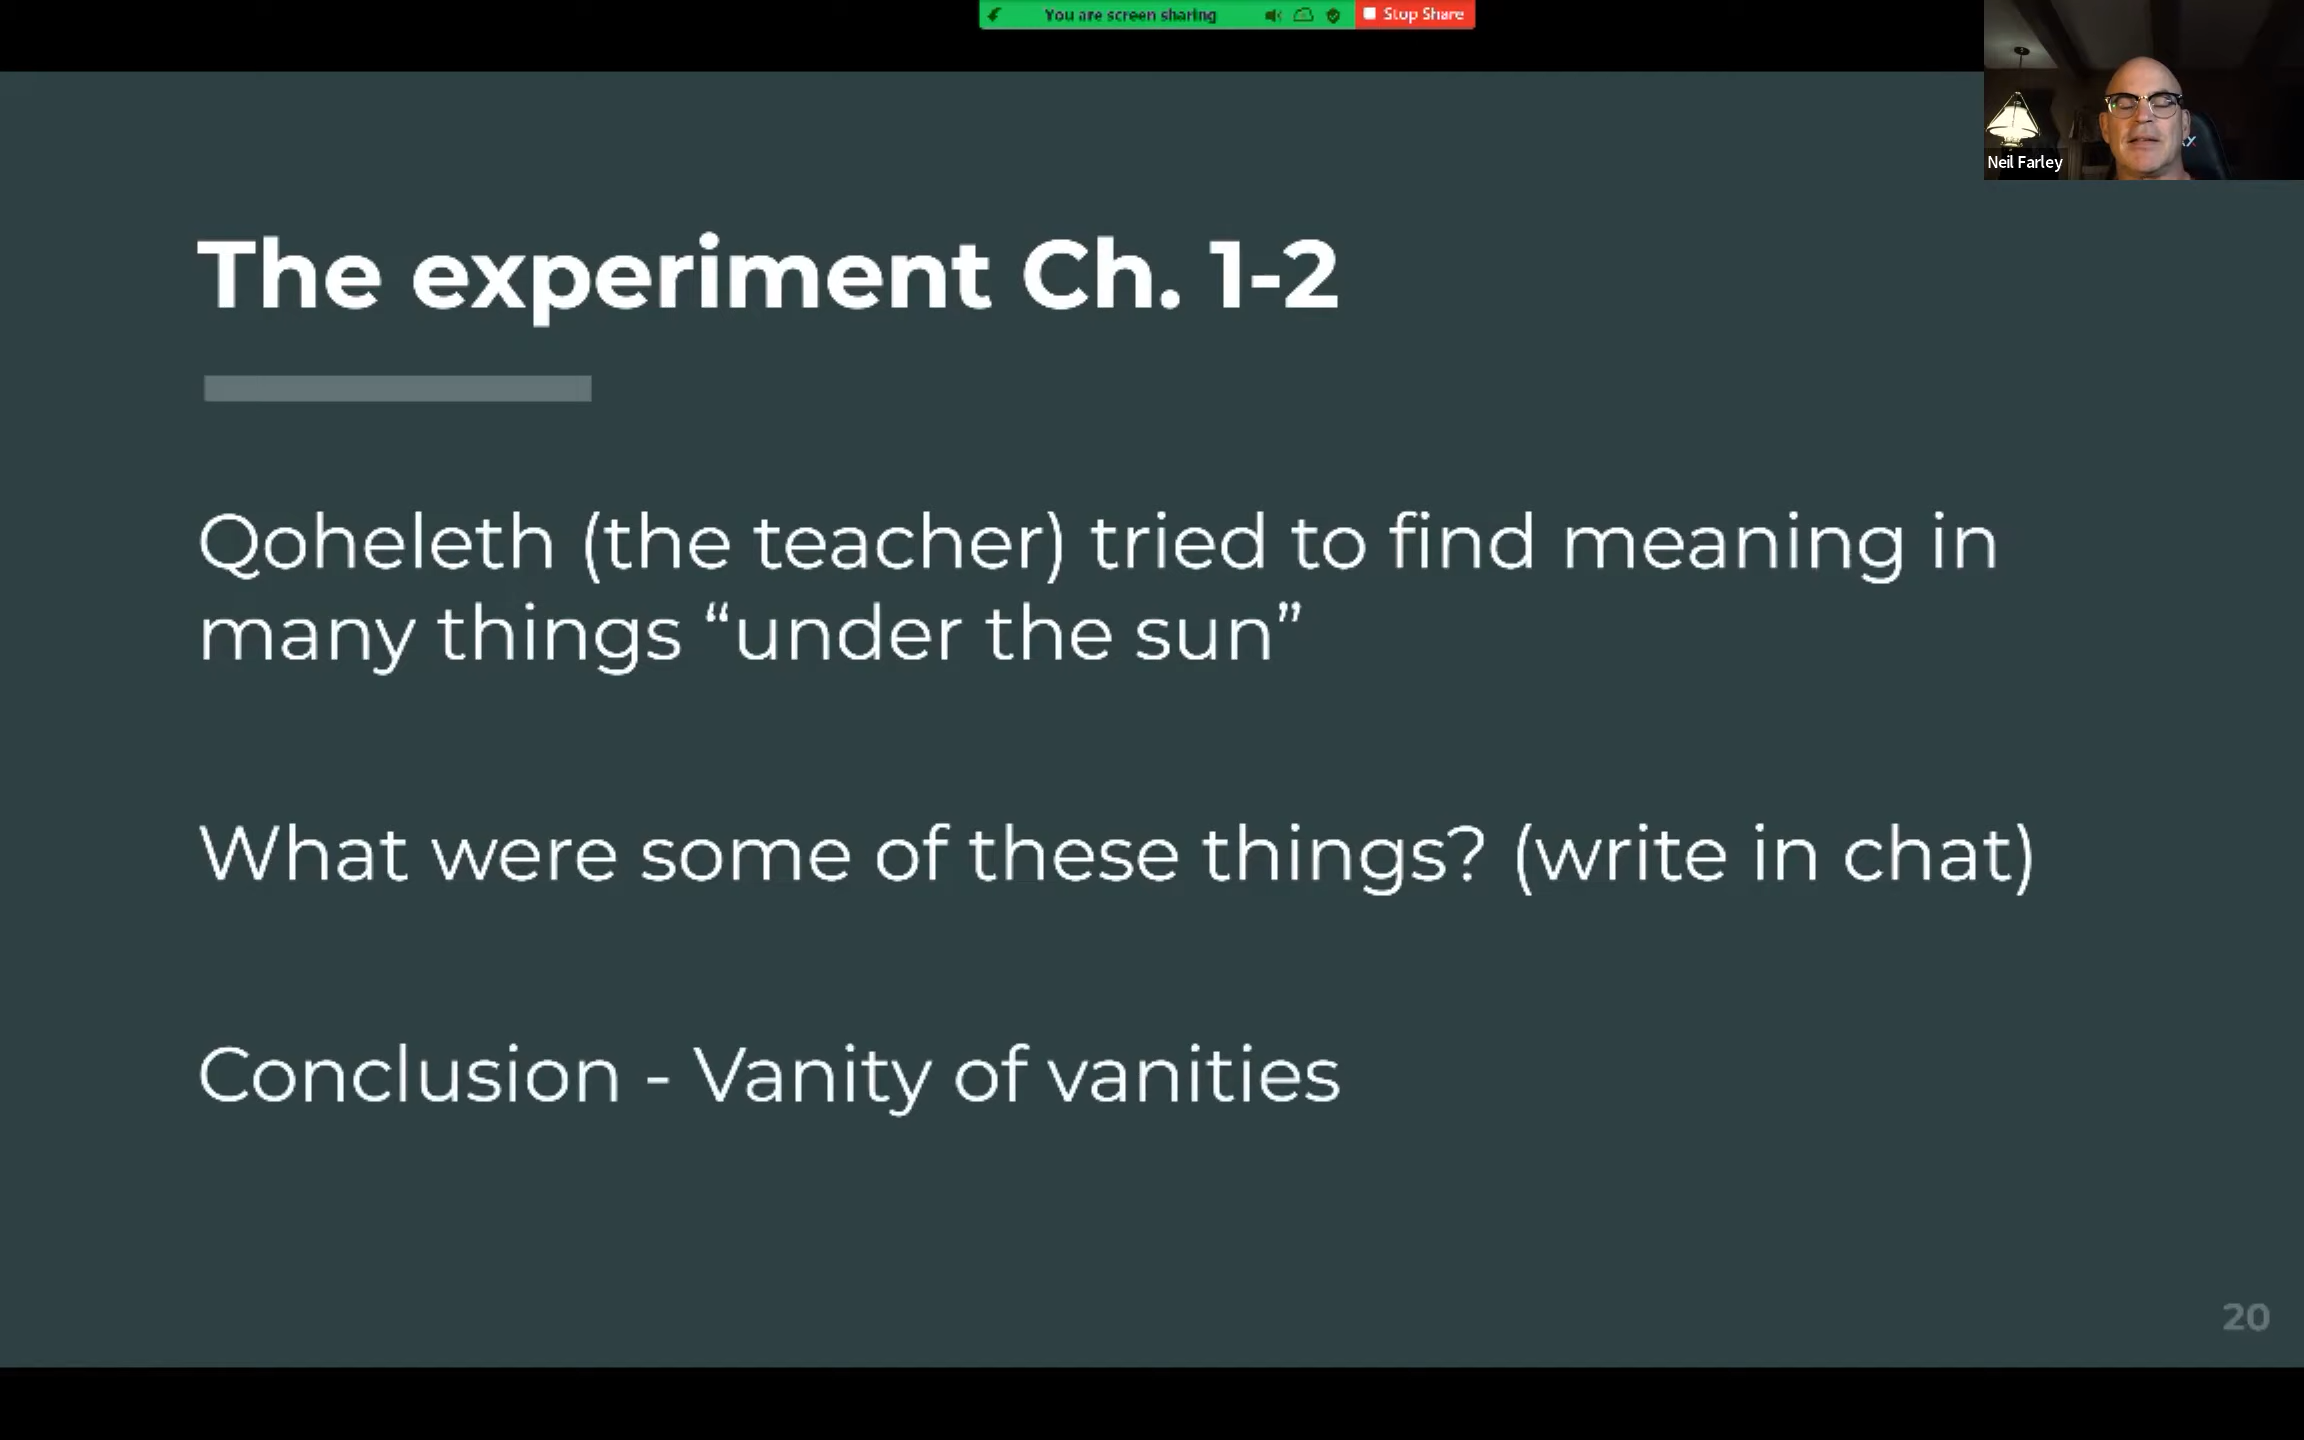 You are screen sharing
Stop Share
Neil Farley
The experiment Ch. 1-2
Qoheleth (the teacher) tried to find meaning in
many things “under the sun”
What were some of these things? (write in chat)
Conclusion - Vanity of vanities
20